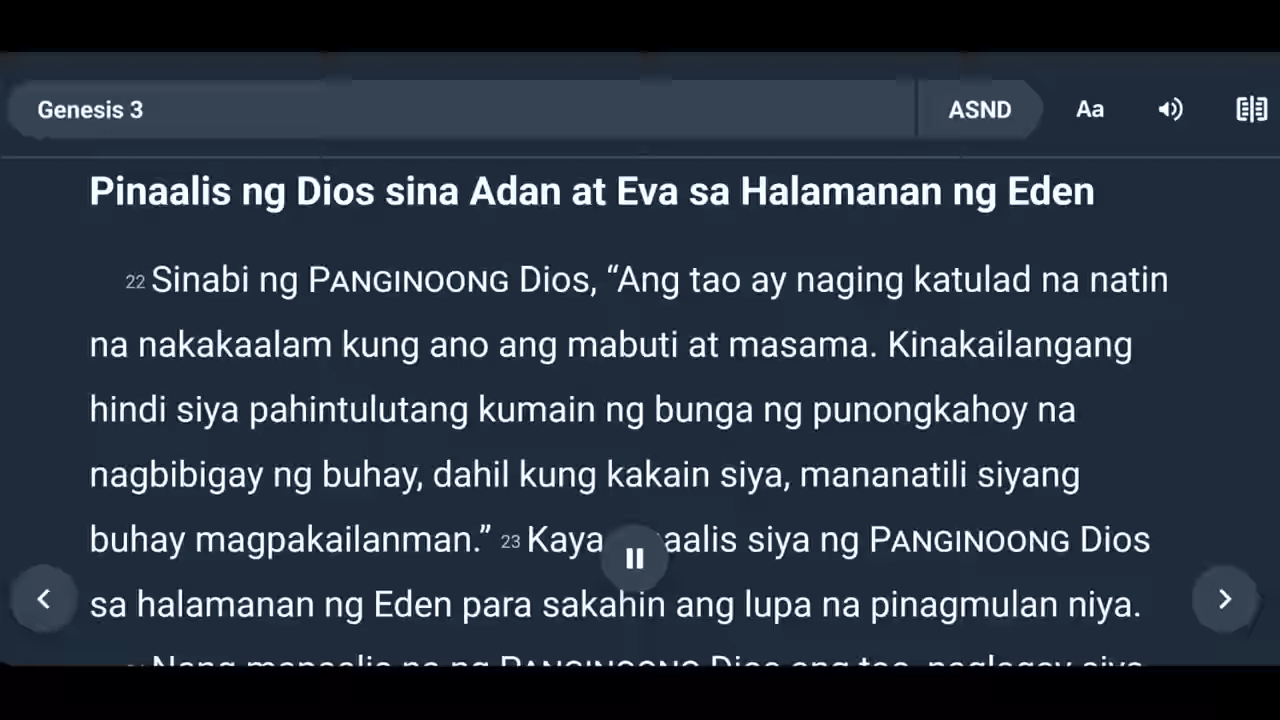 Genesis 3
ASND
Aa
Pinaalis ng Dios sina Adan at Eva sa Halamanan ng Eden
22 Sinabi ng PANGINOONG Dios, “Ang tao ay naging katulad na natin
na nakakaalam kung ano ang mabuti at masama. Kinakailangang
hindi siya pahintulutang kumain ng bunga ng punongkahoy na
nagbibigay ng buhay, dahil kung kakain siya, mananatili siyang
buhay magpakailanman.” 23 Kaya aalis siya ng PANGINOONG Dios
sa halamanan ng Eden para sakahin ang lupa na pinagmulan niya.